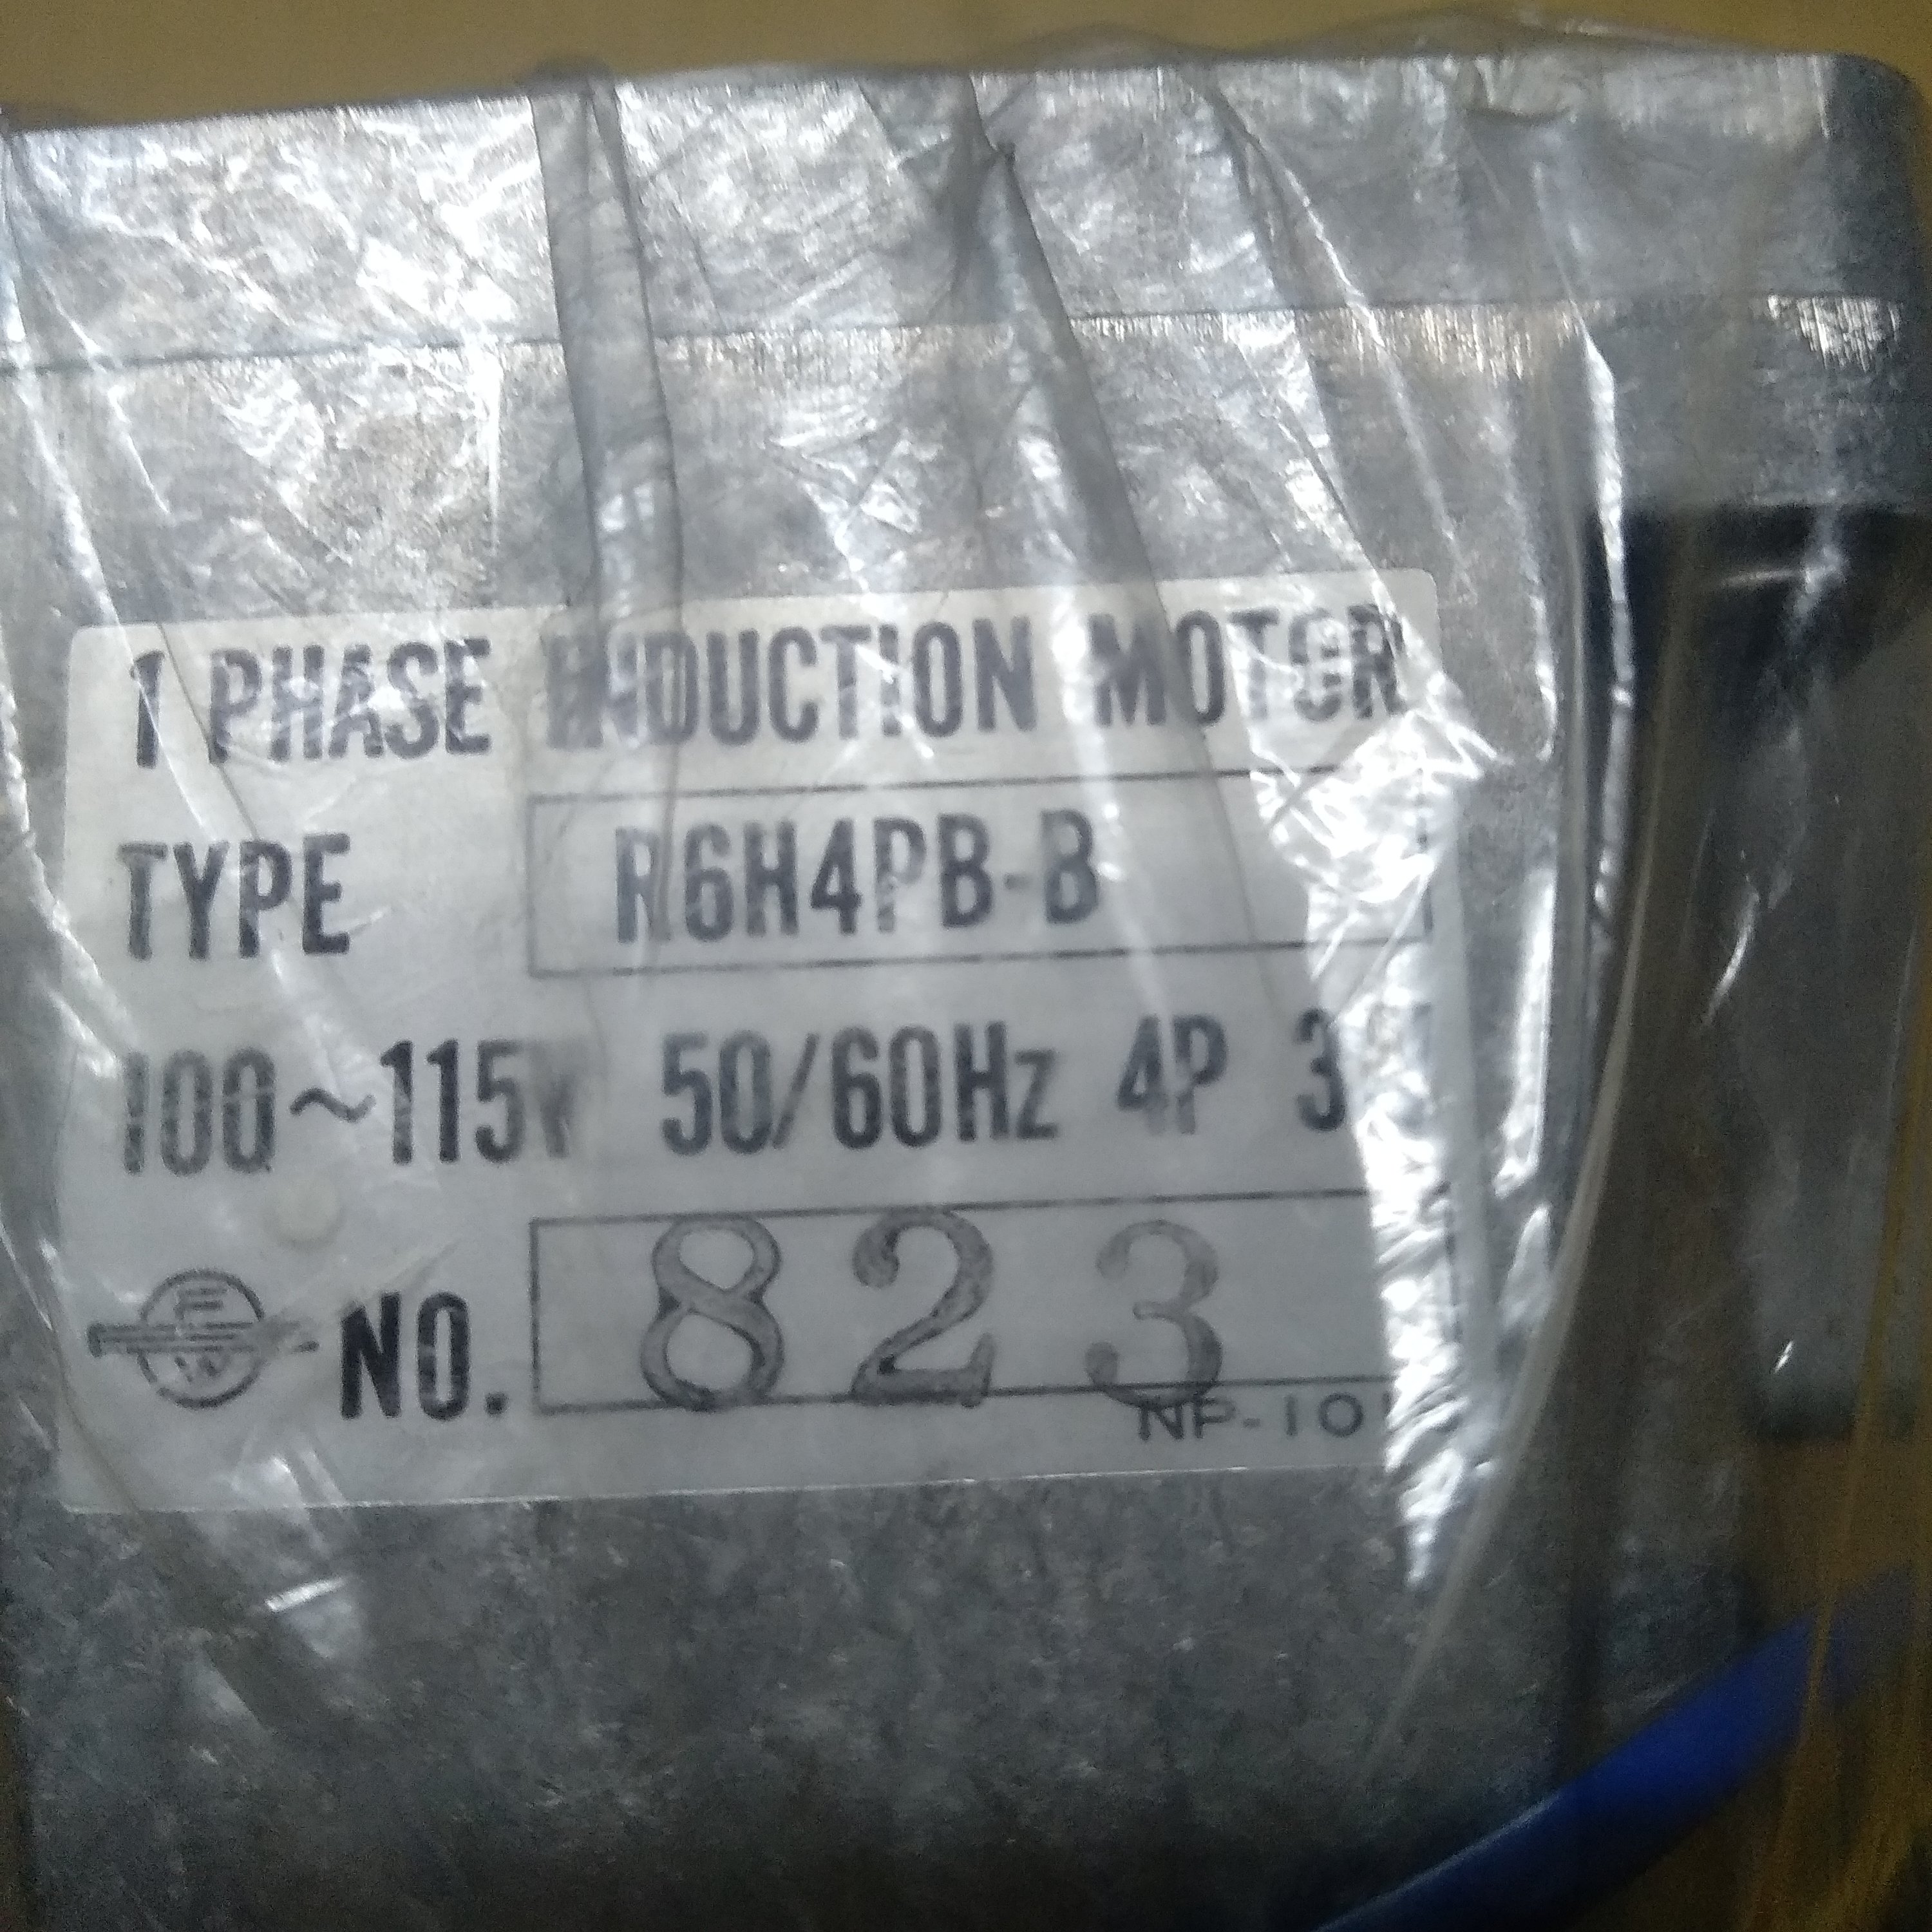 1 PHASE INDUCTION MOTOR
TYPE R6H4PB-B
100~115V 50/60Hz 4P
NO. 823